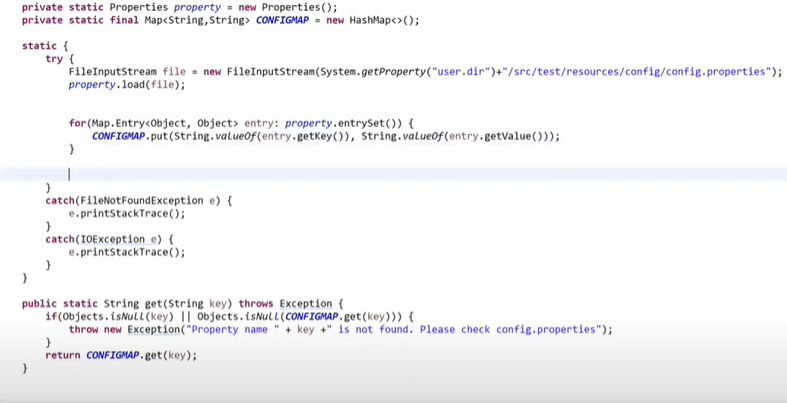 private static Properties property = new Properties();
private static final Map<String,String> CONFIGMAP = new HashMap<>();
static {
try {
FileInputStream file = new FileInputStream(System.getProperty("user.dir")+"/src/test/resources/config/config.properties");
property.load(file);
for(Map.Entry<Object, Object> entry: property.entrySet()) {
CONFIGMAP.put(String.valueOf(entry.getKey()), String.valueOf(entry.getValue()));
}
}
catch(FileNotFoundException e) {
e.printStackTrace();
}
catch(IOException e) {
e.printStackTrace();
}
}
public static String get(String key) throws Exception {
if(Objects.isNull(key) || Objects.isNull(CONFIGMAP.get(key))) {
throw new Exception("Property name " + key +" is not found. Please check config.properties");
}
return CONFIGMAP.get(key);
}